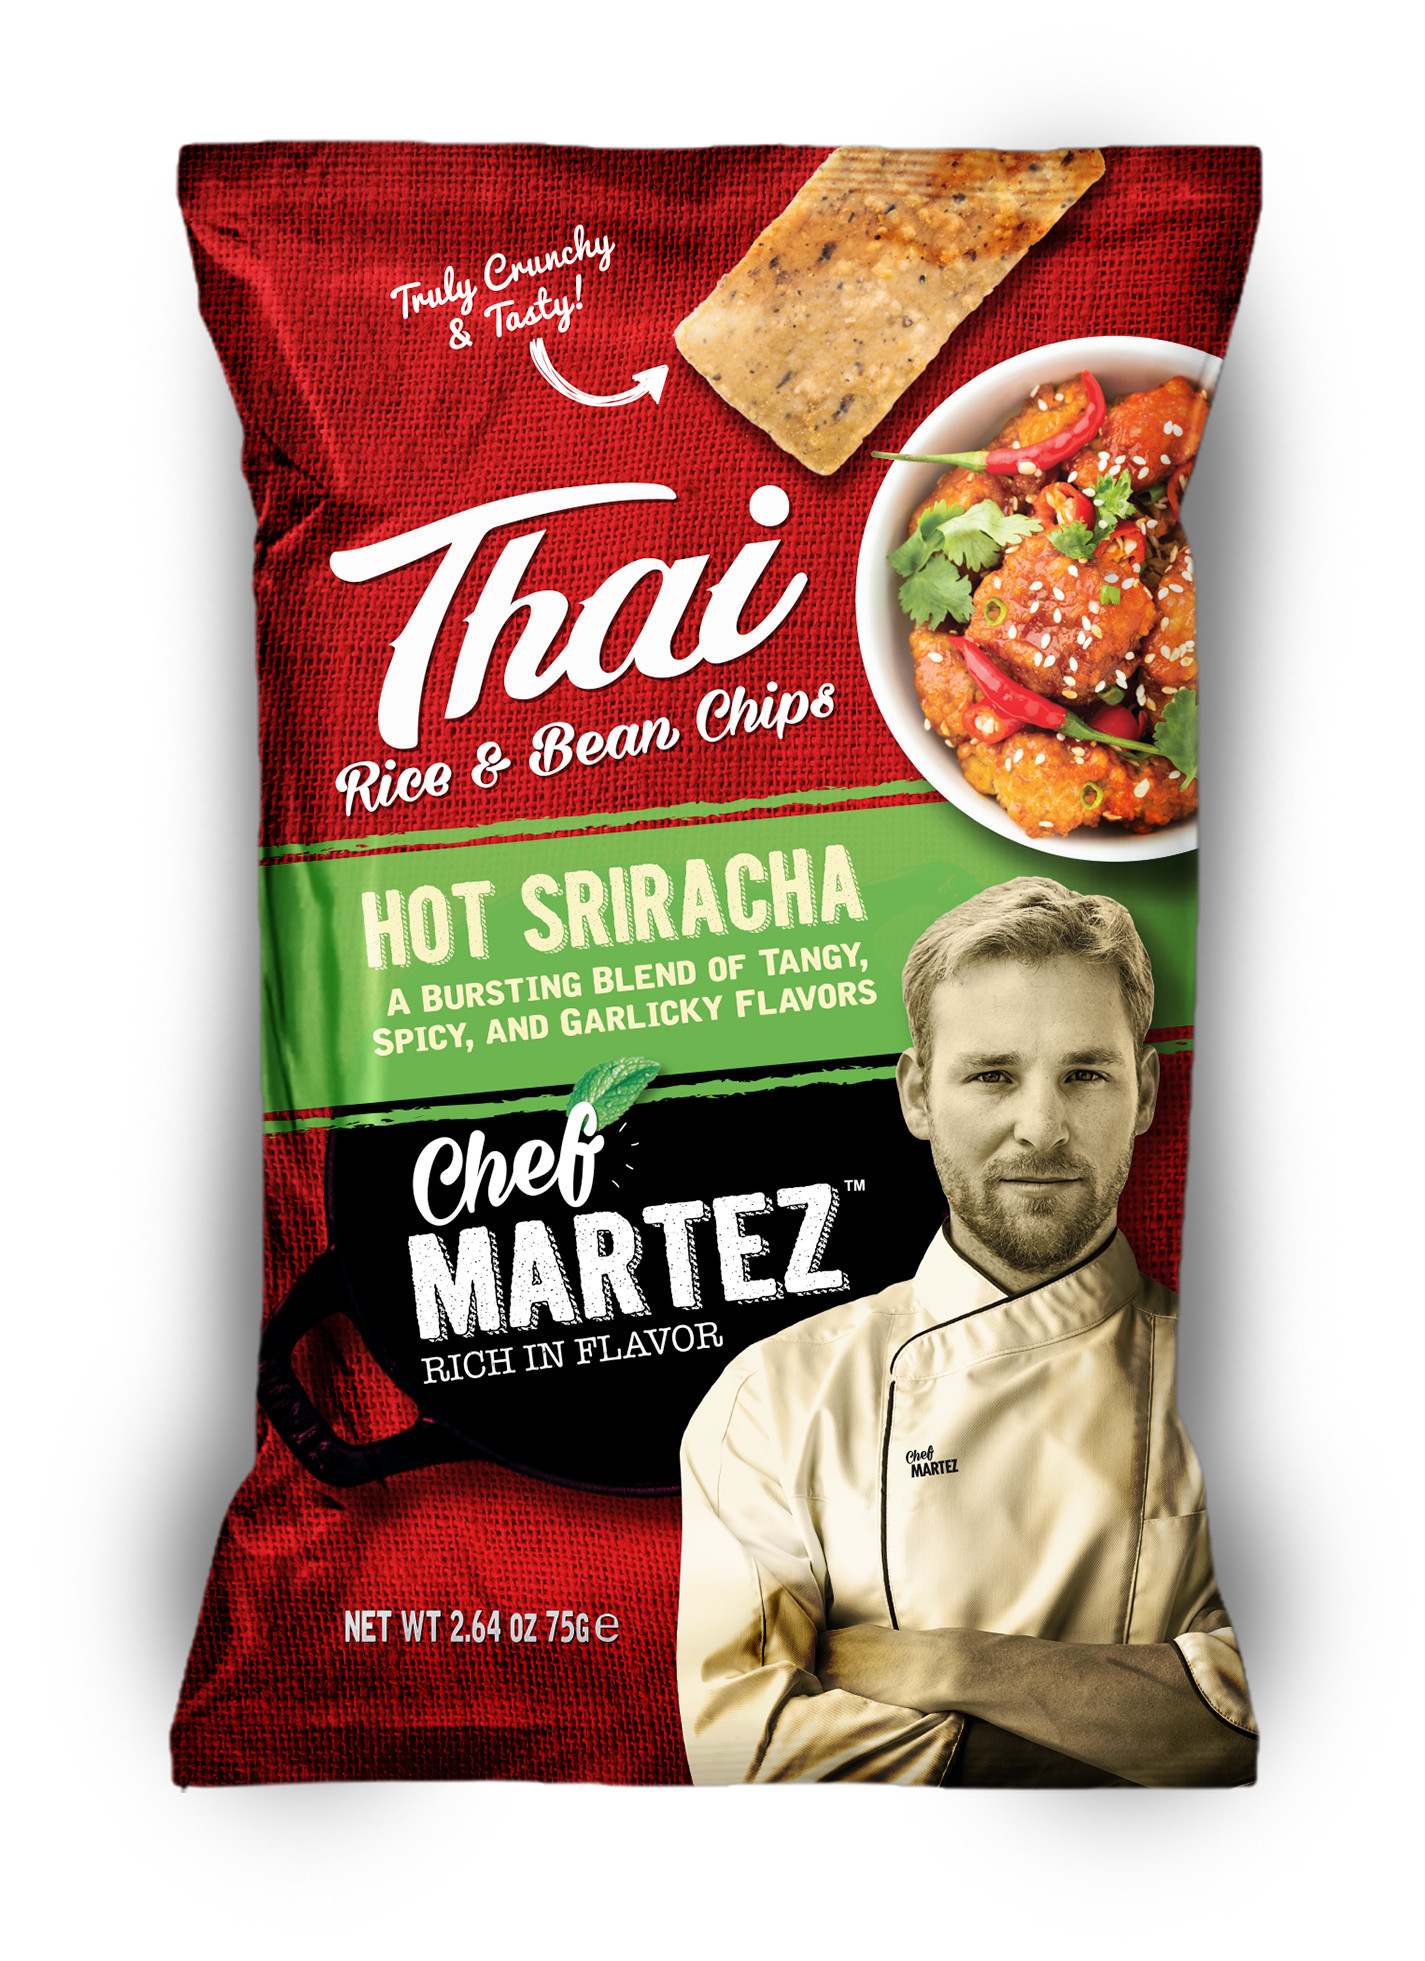 Truly Crunchy
& Tasty!
Thai
Rice & Bean Chips
HOT SRIRACHA
A BURSTING BLEND OF TANGY,
SPICY, AND GARLICKY FLAVORS
Chef
MARTEZ™
RICH IN FLAVOR
Chef
MARTEZ
NET WT 2.64 OZ 75G ℮